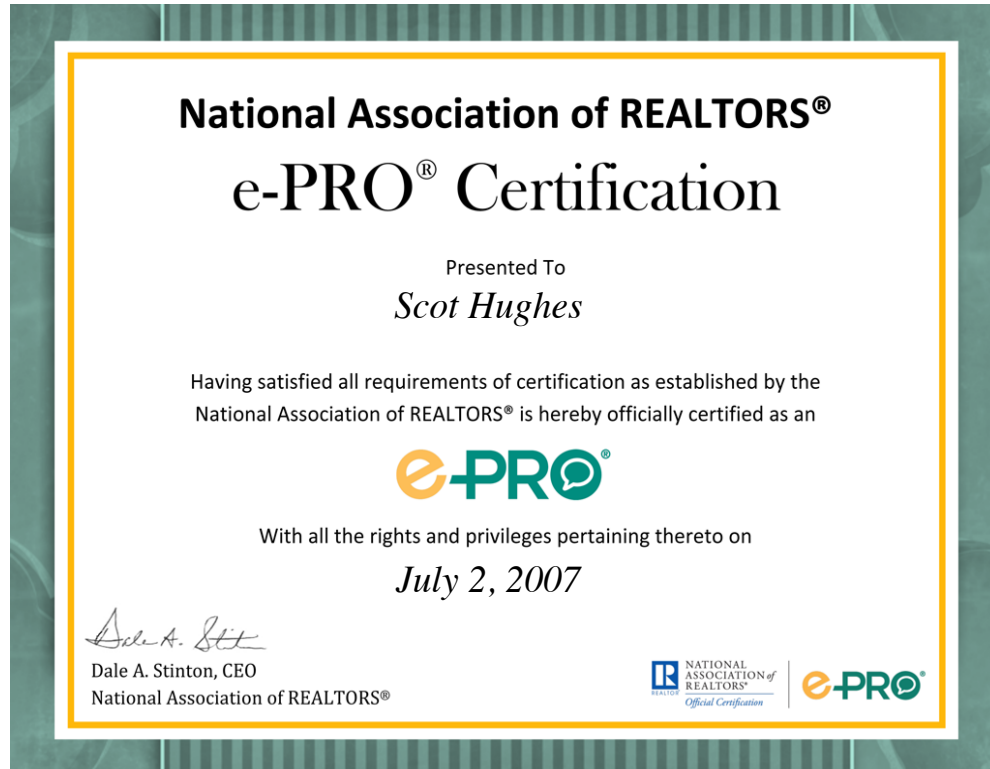 National Association of REALTORS®
e-PRO® Certification
Presented To
Scot Hughes
Having satisfied all requirements of certification as established by the
National Association of REALTORS® is hereby officially certified as an
e-PRO®
With all the rights and privileges pertaining thereto on
July 2, 2007
Dale A. Stinton, CEO
National Association of REALTORS®
REALTOR®
NATIONAL
ASSOCIATION of
REALTORS®
Official Certification
e-PRO®